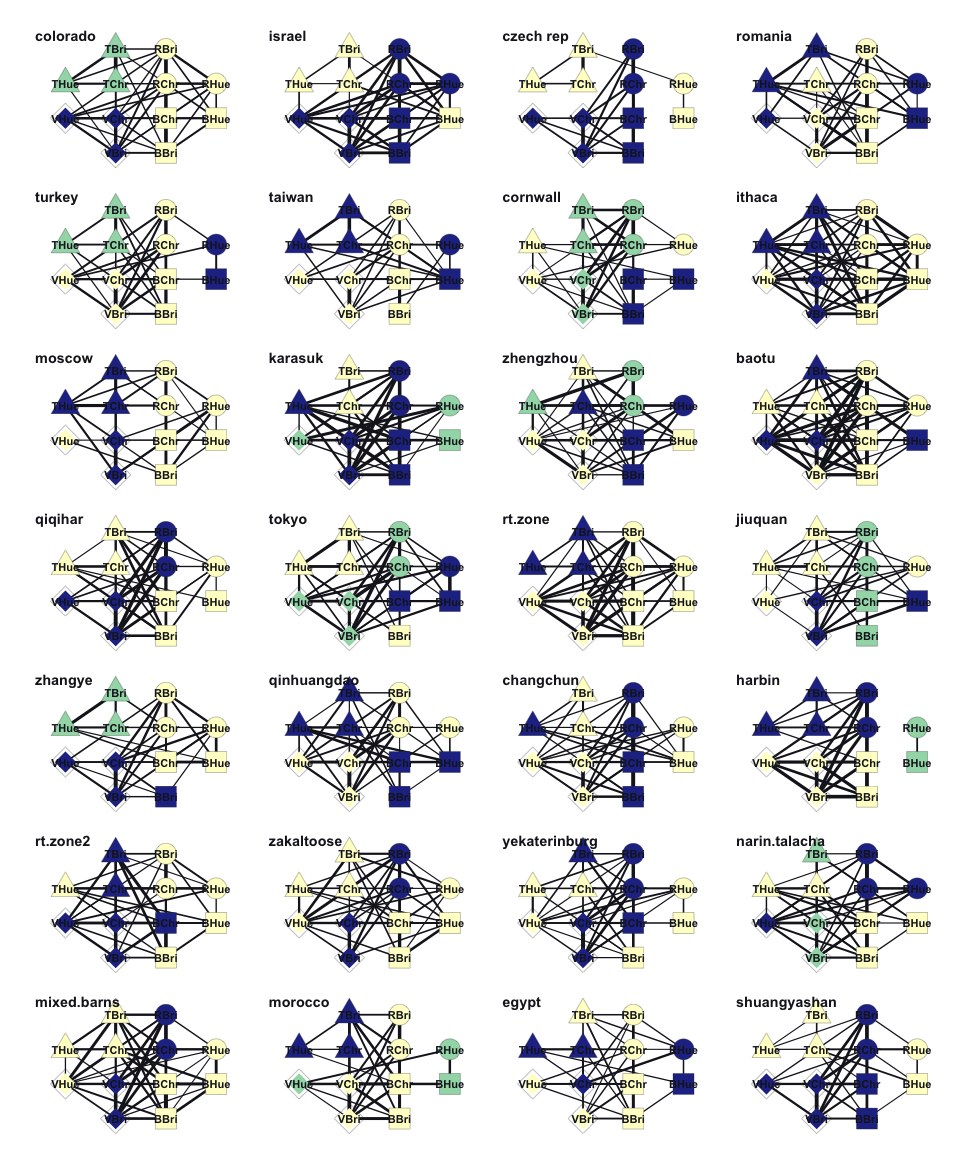 colorado
TBri RBri
THue TChr RChr RHue
VHue VChr BChr BHue
VBri BBri
israel
TBri RBri
THue TChr RChr RHue
VHue VChr BChr BHue
VBri BBri
czech rep
TBri RBri
THue TChr RChr RHue
VHue VChr BChr BHue
VBri BBri
romania
TBri RBri
THue TChr RChr RHue
VHue VChr BChr BHue
VBri BBri
turkey
TBri RBri
THue TChr RChr RHue
VHue VChr BChr BHue
VBri BBri
taiwan
TBri RBri
THue TChr RChr RHue
VHue VChr BChr BHue
VBri BBri
cornwall
TBri RBri
THue TChr RChr RHue
VHue VChr BChr BHue
VBri BBri
ithaca
TBri RBri
THue TChr RChr RHue
VHue VChr BChr BHue
VBri BBri
moscow
TBri RBri
THue TChr RChr RHue
VHue VChr BChr BHue
VBri BBri
karasuk
TBri RBri
THue TChr RChr RHue
VHue VChr BChr BHue
VBri BBri
zhengzhou
TBri RBri
THue TChr RChr RHue
VHue VChr BChr BHue
VBri BBri
baotu
TBri RBri
THue TChr RChr RHue
VHue VChr BChr BHue
VBri BBri
qiqihar
TBri RBri
THue TChr RChr RHue
VHue VChr BChr BHue
VBri BBri
tokyo
TBri RBri
THue TChr RChr RHue
VHue VChr BChr BHue
VBri BBri
rt.zone
TBri RBri
THue TChr RChr RHue
VHue VChr BChr BHue
VBri BBri
jiuquan
TBri RBri
THue TChr RChr RHue
VHue VChr BChr BHue
VBri BBri
zhangye
TBri RBri
THue TChr RChr RHue
VHue VChr BChr BHue
VBri BBri
qinhuangdao
TBri RBri
THue TChr RChr RHue
VHue VChr BChr BHue
VBri BBri
changchun
TBri RBri
THue TChr RChr RHue
VHue VChr BChr BHue
VBri BBri
harbin
TBri RBri
THue TChr RChr RHue
VHue VChr BChr BHue
VBri BBri
rt.zone2
TBri RBri
THue TChr RChr RHue
VHue VChr BChr BHue
VBri BBri
zakaltoose
TBri RBri
THue TChr RChr RHue
VHue VChr BChr BHue
VBri BBri
yekaterinburg
TBri RBri
THue TChr RChr RHue
VHue VChr BChr BHue
VBri BBri
narin.talacha
TBri RBri
THue TChr RChr RHue
VHue VChr BChr BHue
VBri BBri
mixed.barns
TBri RBri
THue TChr RChr RHue
VHue VChr BChr BHue
VBri BBri
morocco
TBri RBri
THue TChr RChr RHue
VHue VChr BChr BHue
VBri BBri
egypt
TBri RBri
THue TChr RChr RHue
VHue VChr BChr BHue
VBri BBri
shuangyashan
TBri RBri
THue TChr RChr RHue
VHue VChr BChr BHue
VBri BBri